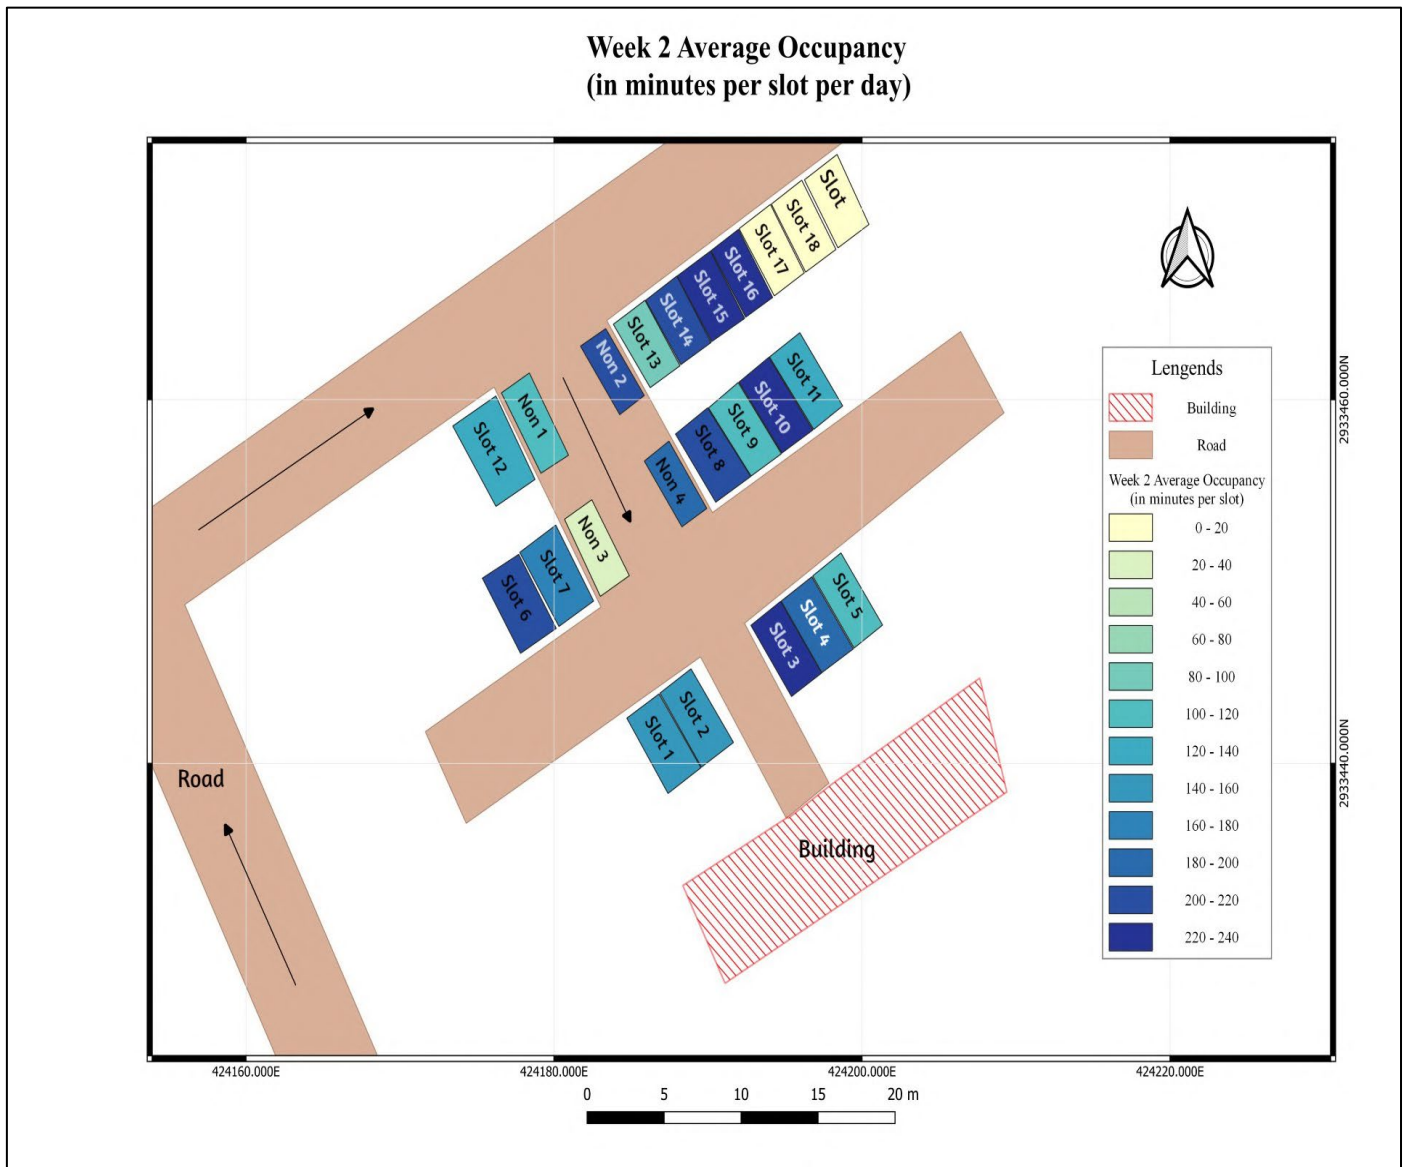 Week 2 Average Occupancy
(in minutes per slot per day)
Slot
Slot 18
Slot 17
Slot 16
Slot 15
Slot 14
Slot 13
Non 2
Slot 11
Slot 10
Slot 9
Slot 8
Non 4
Non 1
Slot 12
Non 3
Slot 7
Slot 6
Slot 5
Slot 4
Slot 3
Slot 2
Slot 1
Road
Building
Lengends
Building
Road
Week 2 Average Occupancy
(in minutes per slot)
0 - 20
20 - 40
40 - 60
60 - 80
80 - 100
100 - 120
120 - 140
140 - 160
160 - 180
180 - 200
200 - 220
220 - 240
2933460.000N
2933440.000N
424160.000E
424180.000E
424200.000E
424220.000E
0 5 10 15 20 m